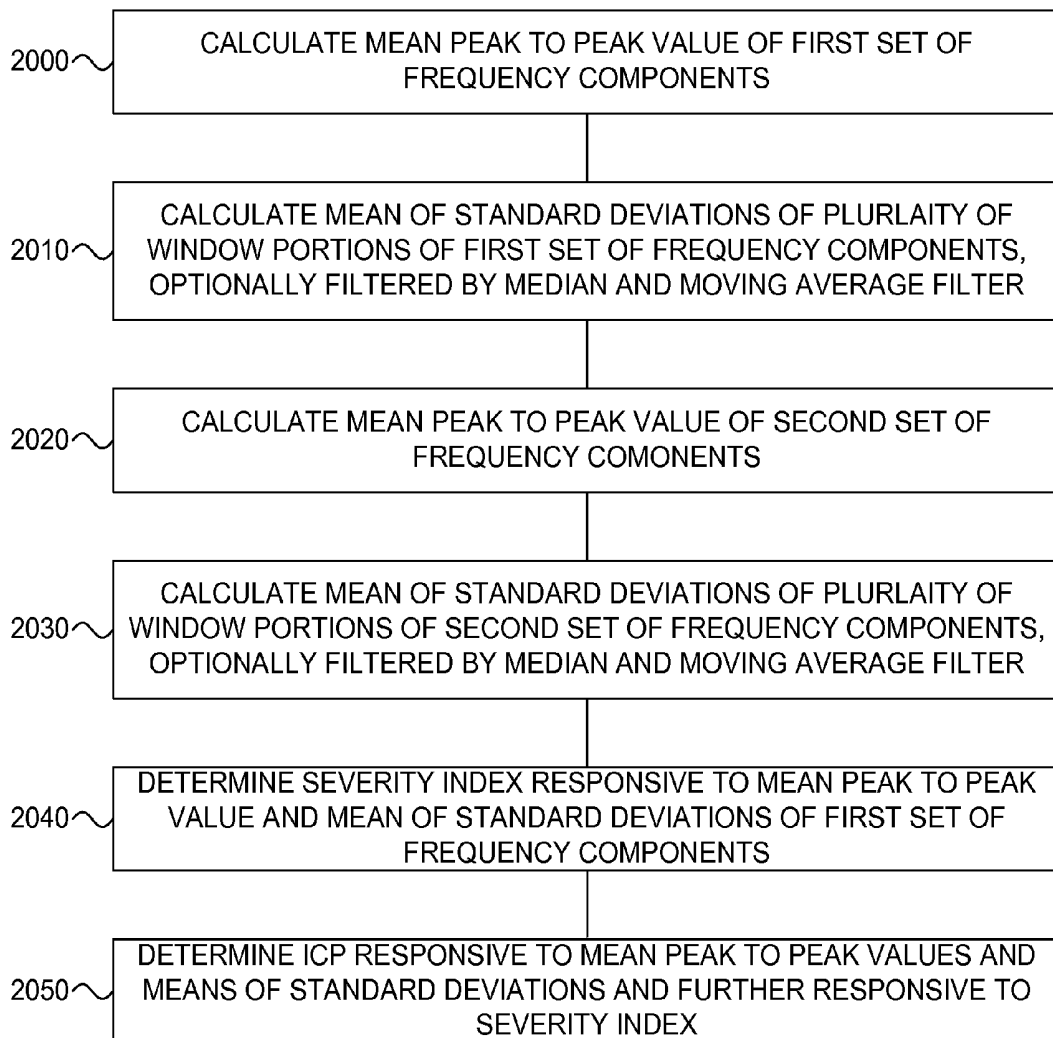 2000
CALCULATE MEAN PEAK TO PEAK VALUE OF FIRST SET OF
FREQUENCY COMPONENTS
2010
CALCULATE MEAN OF STANDARD DEVIATIONS OF PLURLAITY OF
WINDOW PORTIONS OF FIRST SET OF FREQUENCY COMPONENTS,
OPTIONALLY FILTERED BY MEDIAN AND MOVING AVERAGE FILTER
2020
CALCULATE MEAN PEAK TO PEAK VALUE OF SECOND SET OF
FREQUENCY COMONENTS
2030
CALCULATE MEAN OF STANDARD DEVIATIONS OF PLURLAITY OF
WINDOW PORTIONS OF SECOND SET OF FREQUENCY COMPONENTS,
OPTIONALLY FILTERED BY MEDIAN AND MOVING AVERAGE FILTER
2040
DETERMINE SEVERITY INDEX RESPONSIVE TO MEAN PEAK TO PEAK
VALUE AND MEAN OF STANDARD DEVIATIONS OF FIRST SET OF
FREQUENCY COMPONENTS
2050
DETERMINE ICP RESPONSIVE TO MEAN PEAK TO PEAK VALUES AND
MEANS OF STANDARD DEVIATIONS AND FURTHER RESPONSIVE TO
SEVERITY INDEX